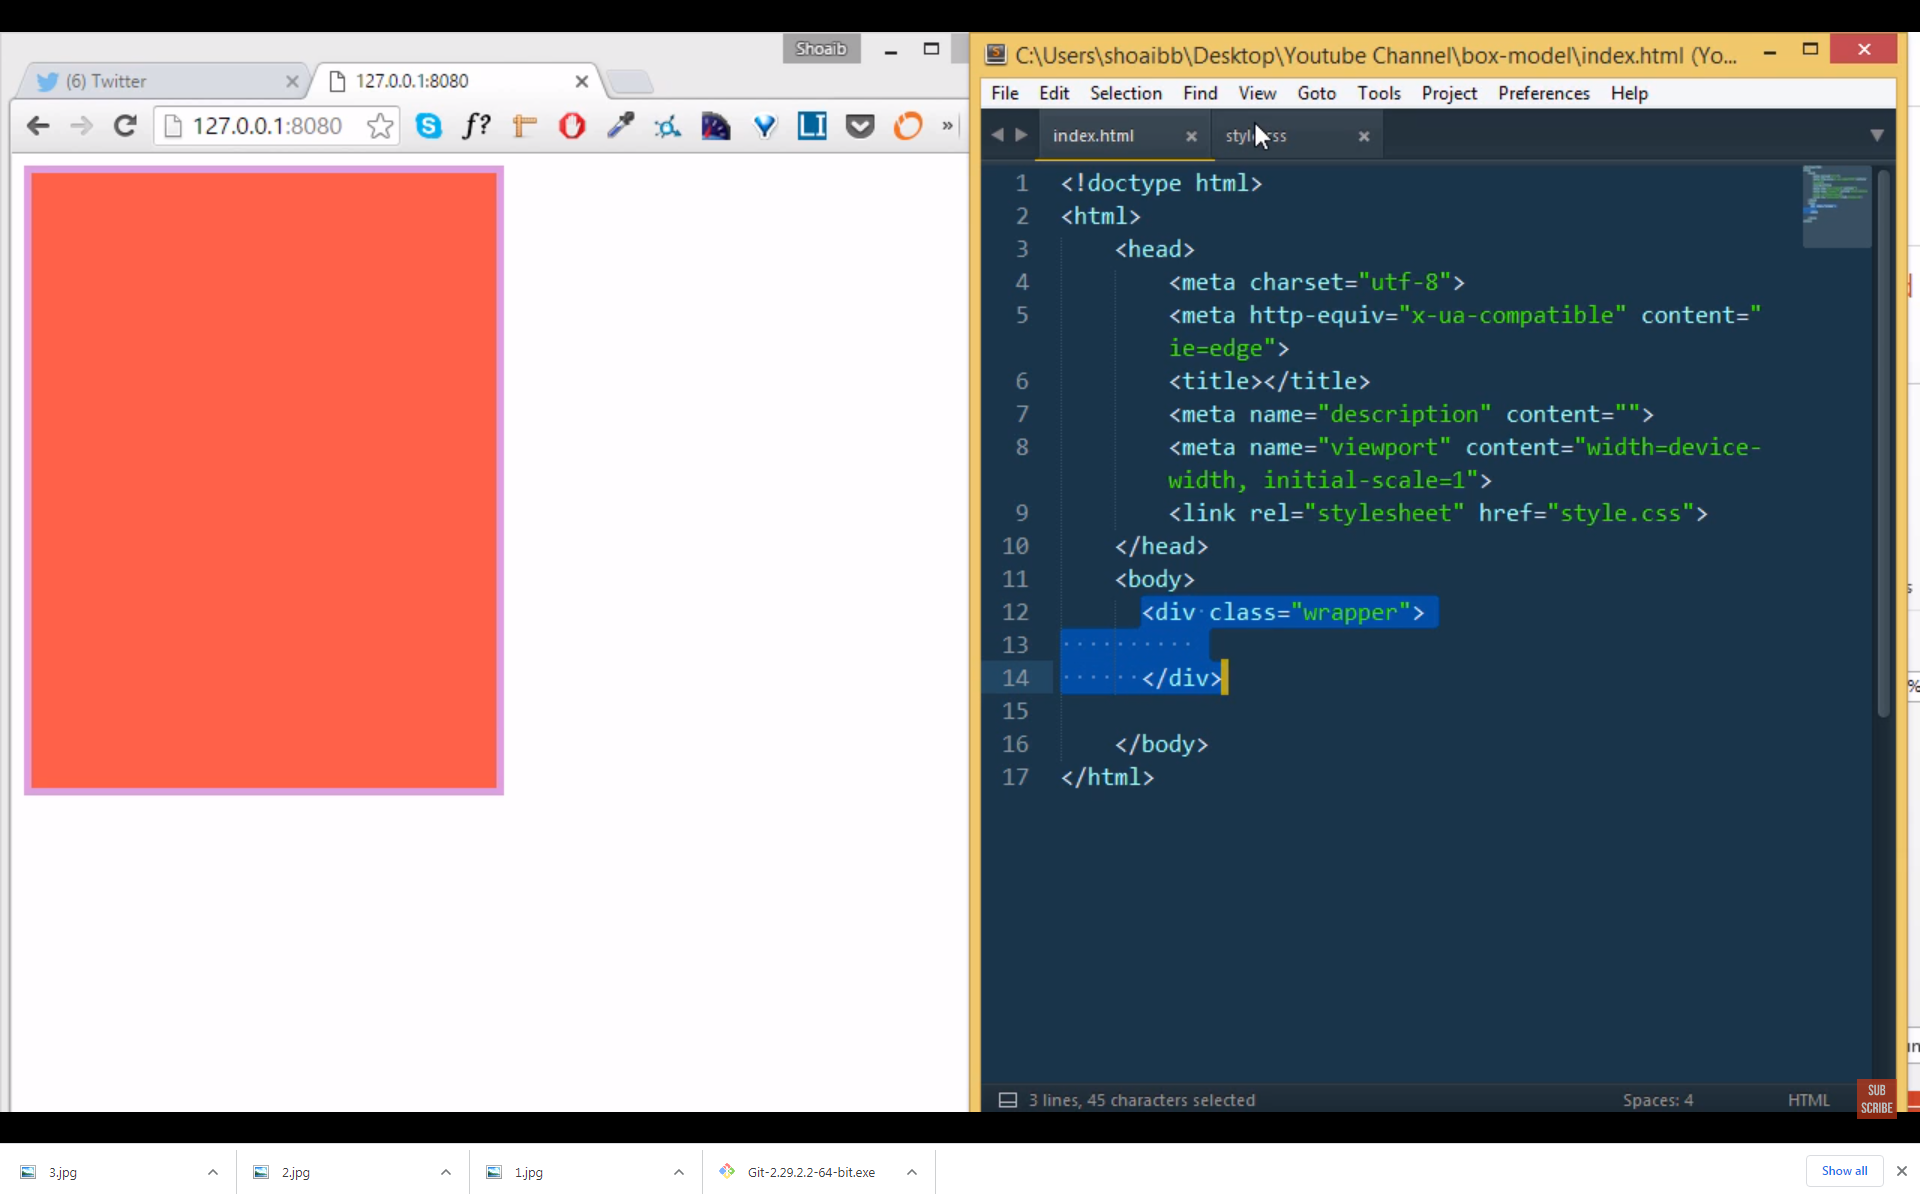 Shoaib
(6) Twitter
127.0.0.1:8080
127.0.0.1:8080
f?
LI
»
C:\Users\shoaibb\Desktop\Youtube Channel\box-model\index.html (Yo...
File Edit Selection Find View Goto Tools Project Preferences Help
index.html
1 <!doctype html>
2 <html>
3 <head>
4 <meta charset="utf-8">
5 <meta http-equiv="x-ua-compatible" content="
ie=edge">
6 <title></title>
7 <meta name="description" content="">
8 <meta name="viewport" content="width=device-
width, initial-scale=1">
9 <link rel="stylesheet" href="style.css">
10 </head>
11 <body>
12 <div class="wrapper">
13
14 </div>
15
16 </body>
17 </html>
3 lines, 45 characters selected Spaces: 4 HTML
SUB
SCRIBE
3.jpg 2.jpg 1.jpg Git-2.29.2.2-64-bit.exe Show all